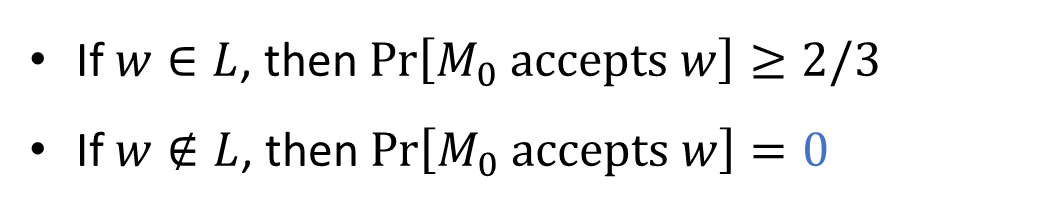 • If 𝑤 ∈ 𝐿, then Pr[𝑀₀ accepts 𝑤] ≥ 2/3
• If 𝑤 ∉ 𝐿, then Pr[𝑀₀ accepts 𝑤] = 0